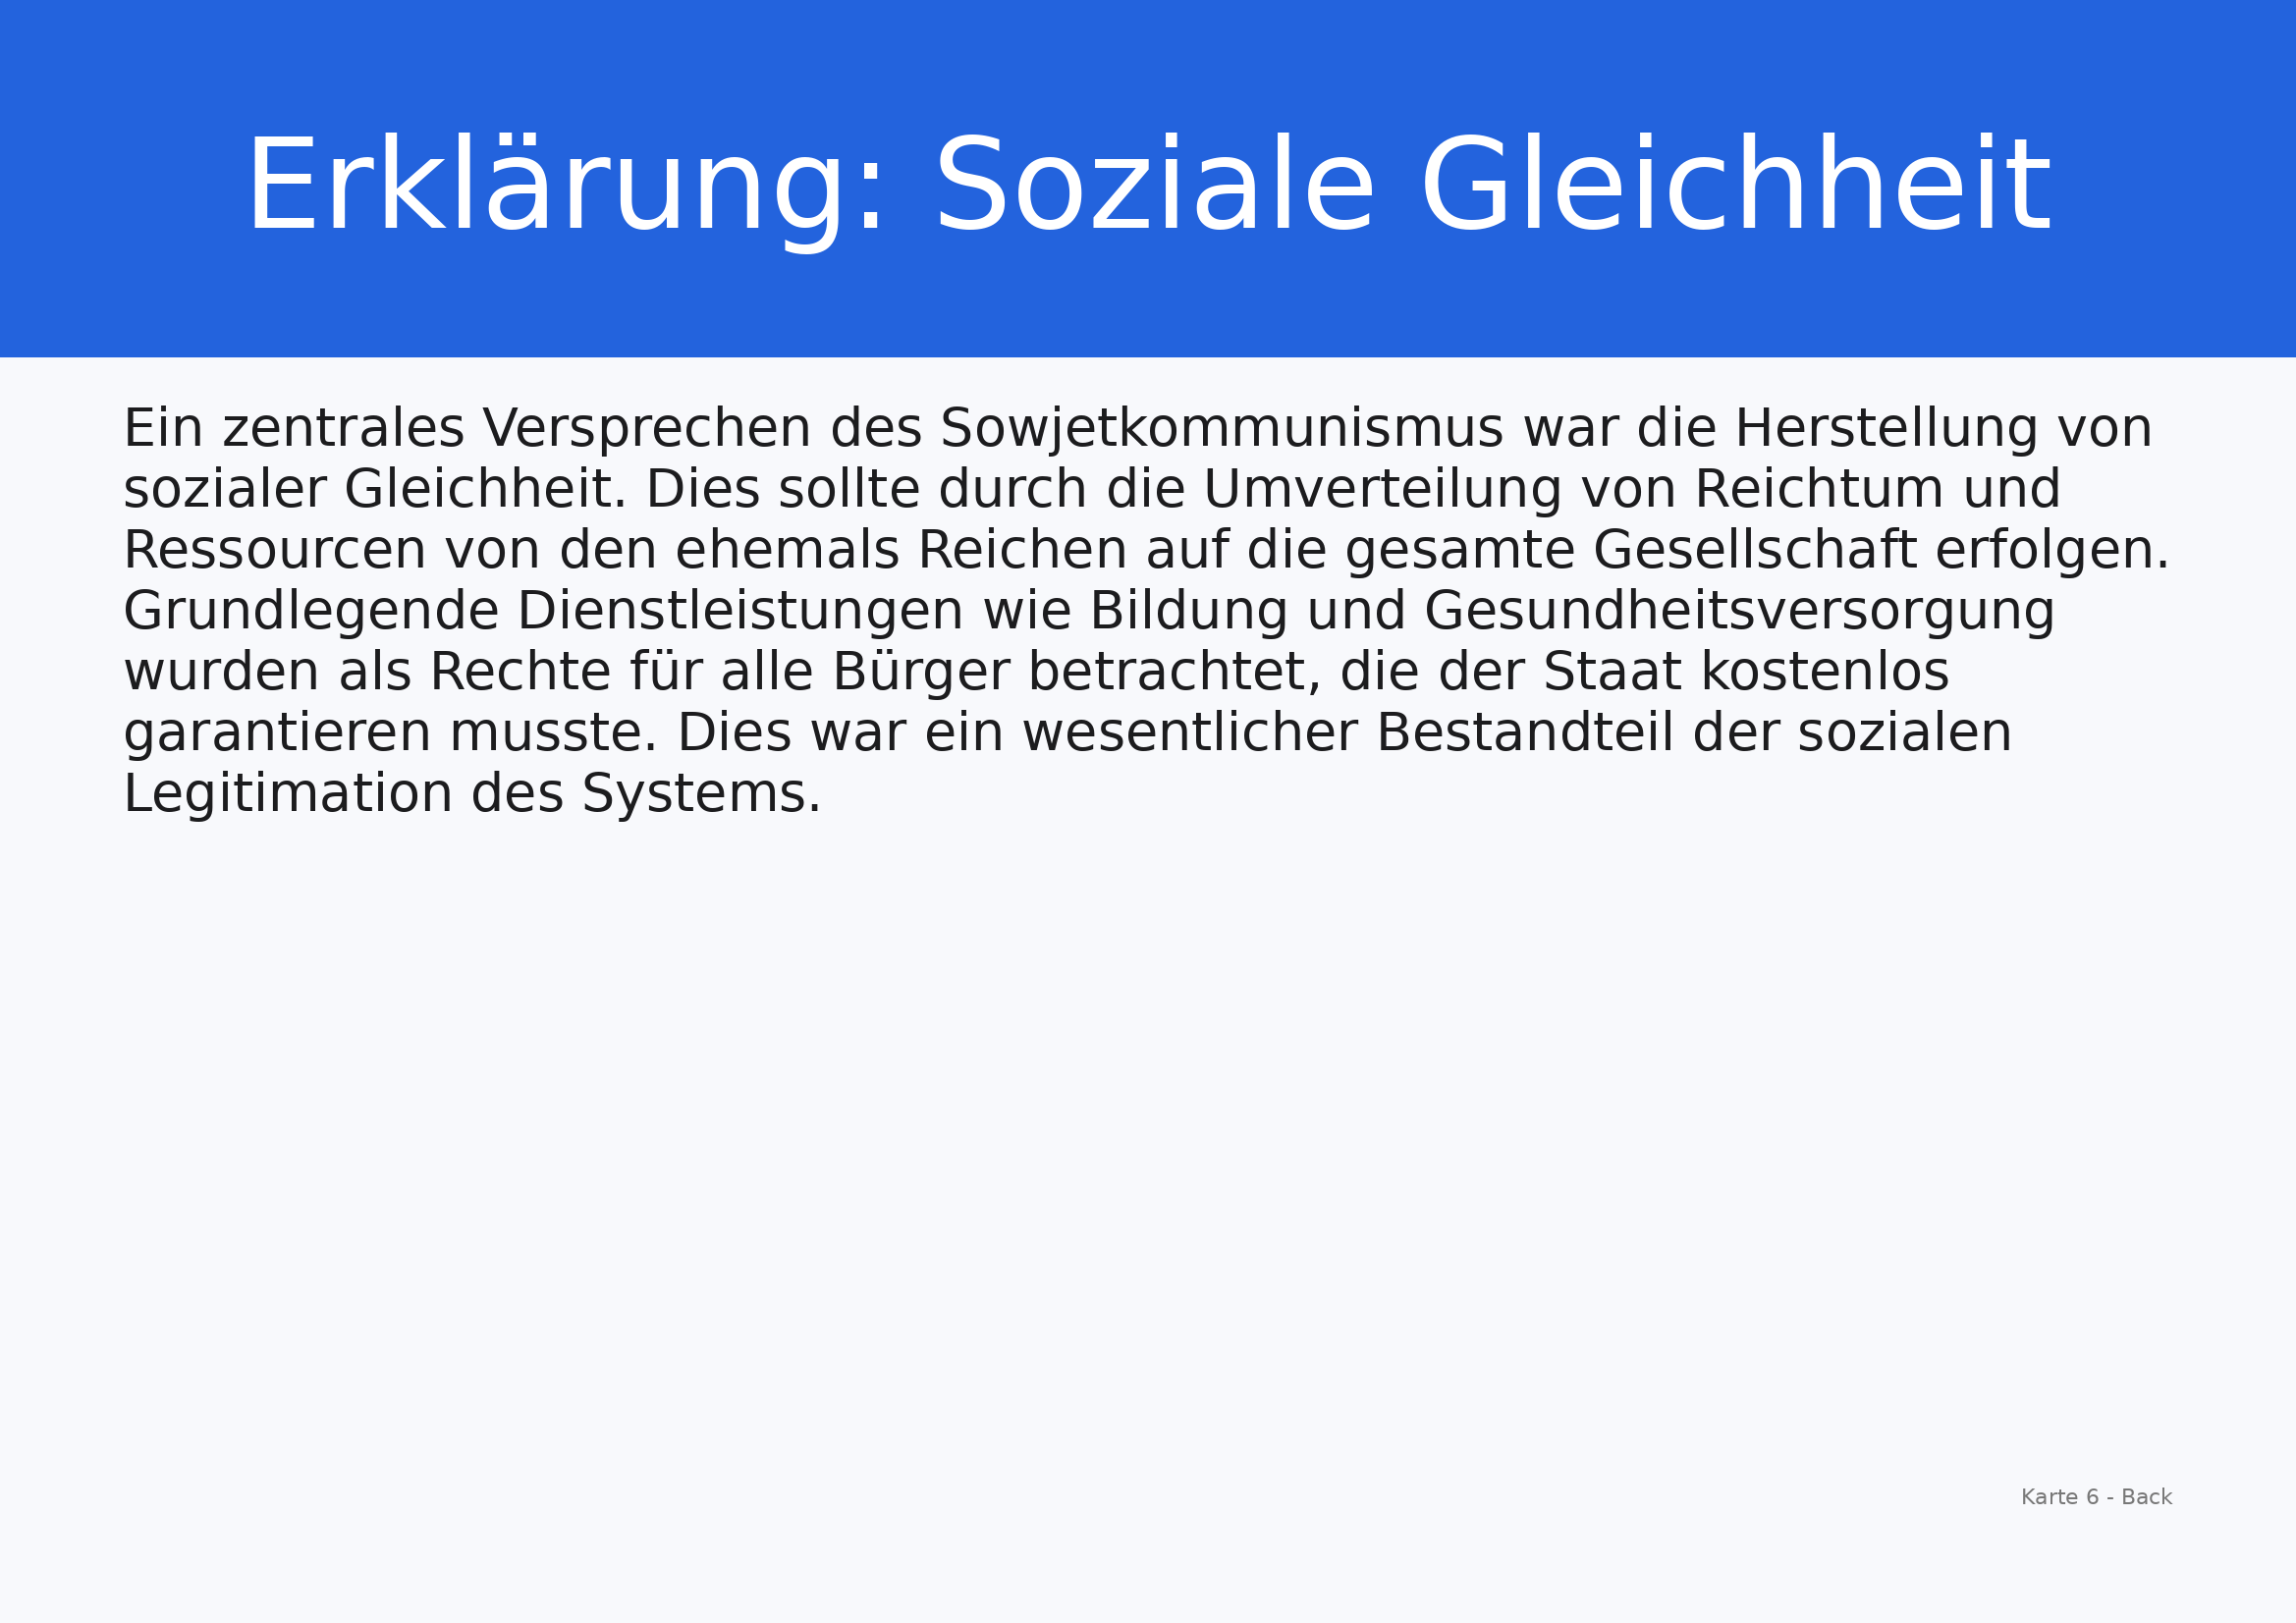 Erklärung: Soziale Gleichheit
Ein zentrales Versprechen des Sowjetkommunismus war die Herstellung von
sozialer Gleichheit. Dies sollte durch die Umverteilung von Reichtum und
Ressourcen von den ehemals Reichen auf die gesamte Gesellschaft erfolgen.
Grundlegende Dienstleistungen wie Bildung und Gesundheitsversorgung
wurden als Rechte für alle Bürger betrachtet, die der Staat kostenlos
garantieren musste. Dies war ein wesentlicher Bestandteil der sozialen
Legitimation des Systems.
Karte 6 - Back